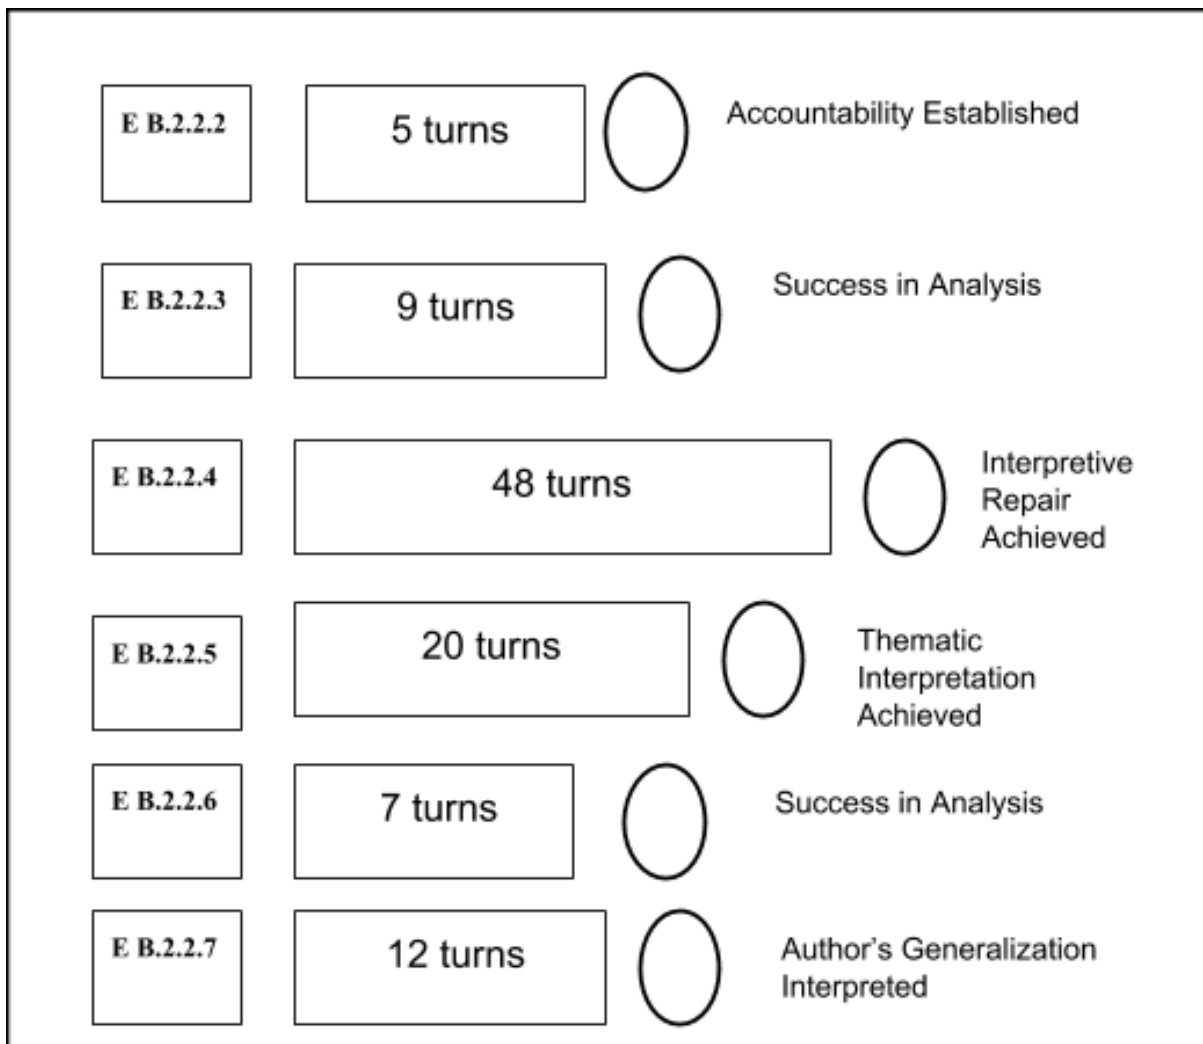 E B.2.2.2
5 turns
Accountability Established
E B.2.2.3
9 turns
Success in Analysis
E B.2.2.4
48 turns
Interpretive
Repair
Achieved
E B.2.2.5
20 turns
Thematic
Interpretation
Achieved
E B.2.2.6
7 turns
Success in Analysis
E B.2.2.7
12 turns
Author’s Generalization
Interpreted